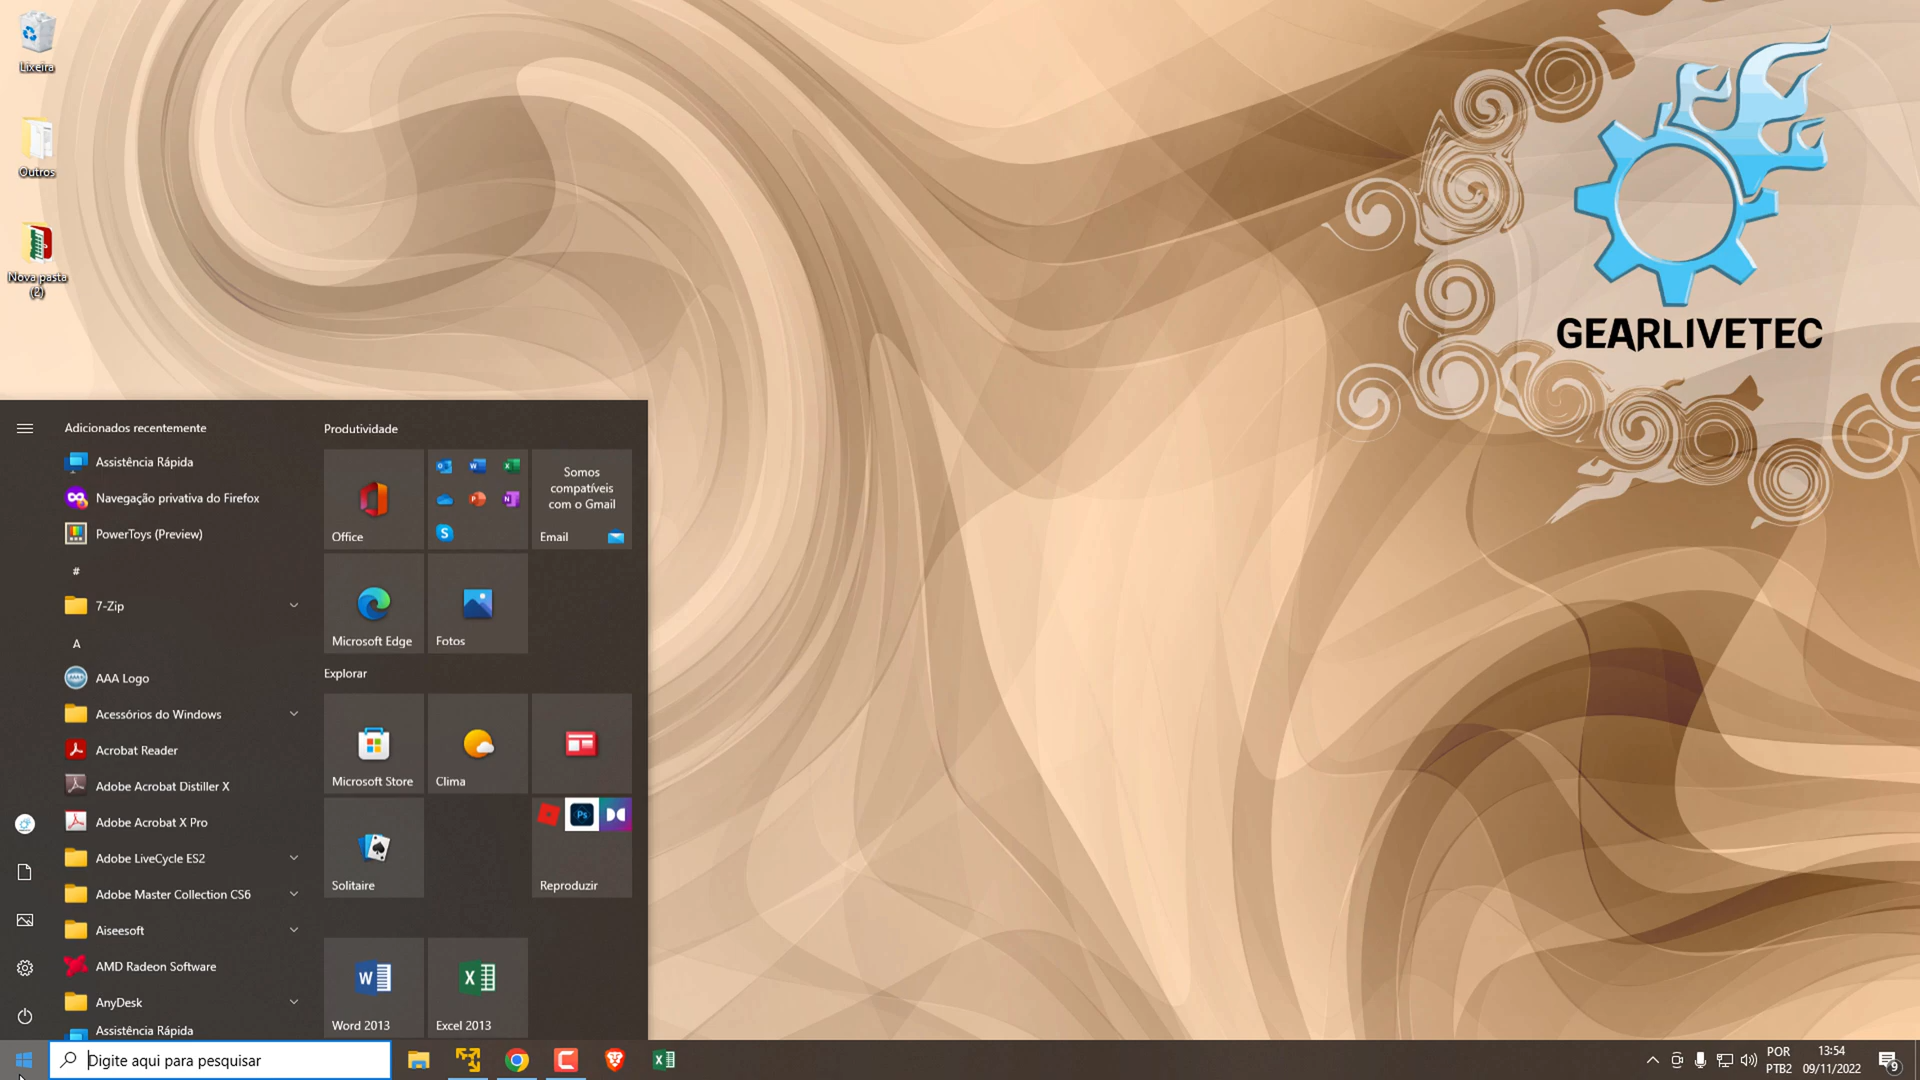 Lixeira
Outros
Nova pasta
(2)
GEARLIVETEC
Adicionados recentemente
Assistência Rápida
Navegação privativa do Firefox
PowerToys (Preview)
#
7-Zip
A
AAA Logo
Acessórios do Windows
Acrobat Reader
Adobe Acrobat Distiller X
Adobe Acrobat X Pro
Adobe LiveCycle ES2
Adobe Master Collection CS6
Aiseesoft
AMD Radeon Software
AnyDesk
Assistência Rápida
Produtividade
Office
Somos
compatíveis
com o Gmail
Email
Microsoft Edge
Fotos
Explorar
Microsoft Store
Clima
Solitaire
Ps
Reproduzir
Word 2013
Excel 2013
Digite aqui para pesquisar
POR
PTB2
13:54
09/11/2022
9